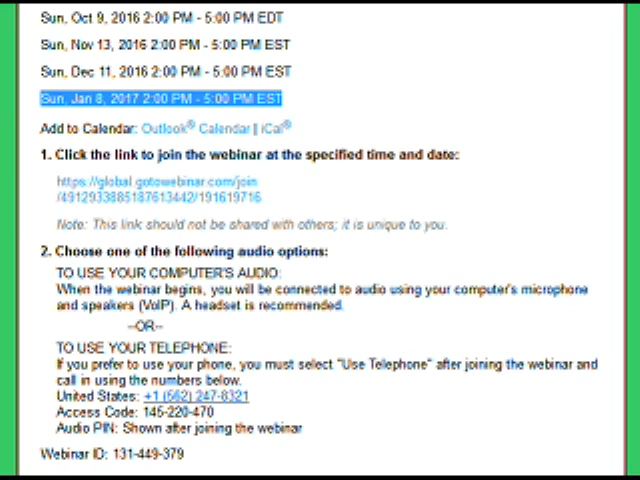 Sun, Oct 9, 2016 2:00 PM - 5:00 PM EDT
Sun, Nov 13, 2016 2:00 PM - 5:00 PM EST
Sun, Dec 11, 2016 2:00 PM - 5:00 PM EST
Sun, Jan 8, 2017 2:00 PM - 5:00 PM EST
Add to Calendar: Outlook® Calendar | iCal®
1. Click the link to join the webinar at the specified time and date:
https://global.gotowebinar.com/join
/4912933885187613442/191619716
Note: This link should not be shared with others; it is unique to you.
2. Choose one of the following audio options:
TO USE YOUR COMPUTER'S AUDIO:
When the webinar begins, you will be connected to audio using your computer's microphone
and speakers (VoIP). A headset is recommended.
--OR--
TO USE YOUR TELEPHONE:
If you prefer to use your phone, you must select "Use Telephone" after joining the webinar and
call in using the numbers below.
United States: +1 (562) 247-8321
Access Code: 145-220-470
Audio PIN: Shown after joining the webinar
Webinar ID: 131-449-379